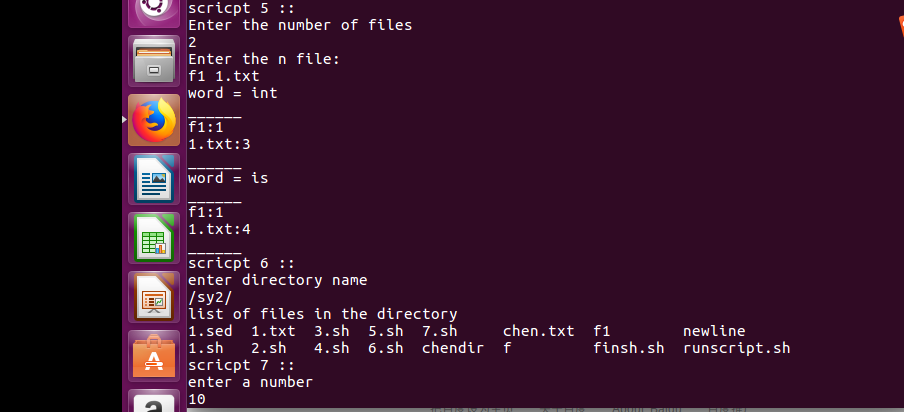 scricpt 5 ::
Enter the number of files
2
Enter the n file:
f1 1.txt
word = int
______
f1:1
1.txt:3
______
word = is
______
f1:1
1.txt:4
______
scricpt 6 ::
enter directory name
/sy2/
list of files in the directory
1.sed 1.txt 3.sh 5.sh 7.sh chen.txt f1 newline
1.sh 2.sh 4.sh 6.sh chendir f finsh.sh runscript.sh
scricpt 7 ::
enter a number
10